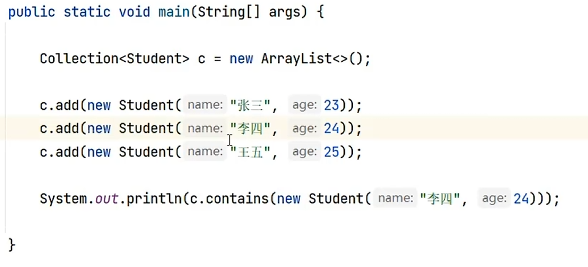 public static void main(String[] args) {
Collection<Student> c = new ArrayList<>();
c.add(new Student( name: "张三", age: 23));
c.add(new Student( name: "李四", age: 24));
c.add(new Student( name: "王五", age: 25));
System.out.println(c.contains(new Student( name: "李四", age: 24)));
}